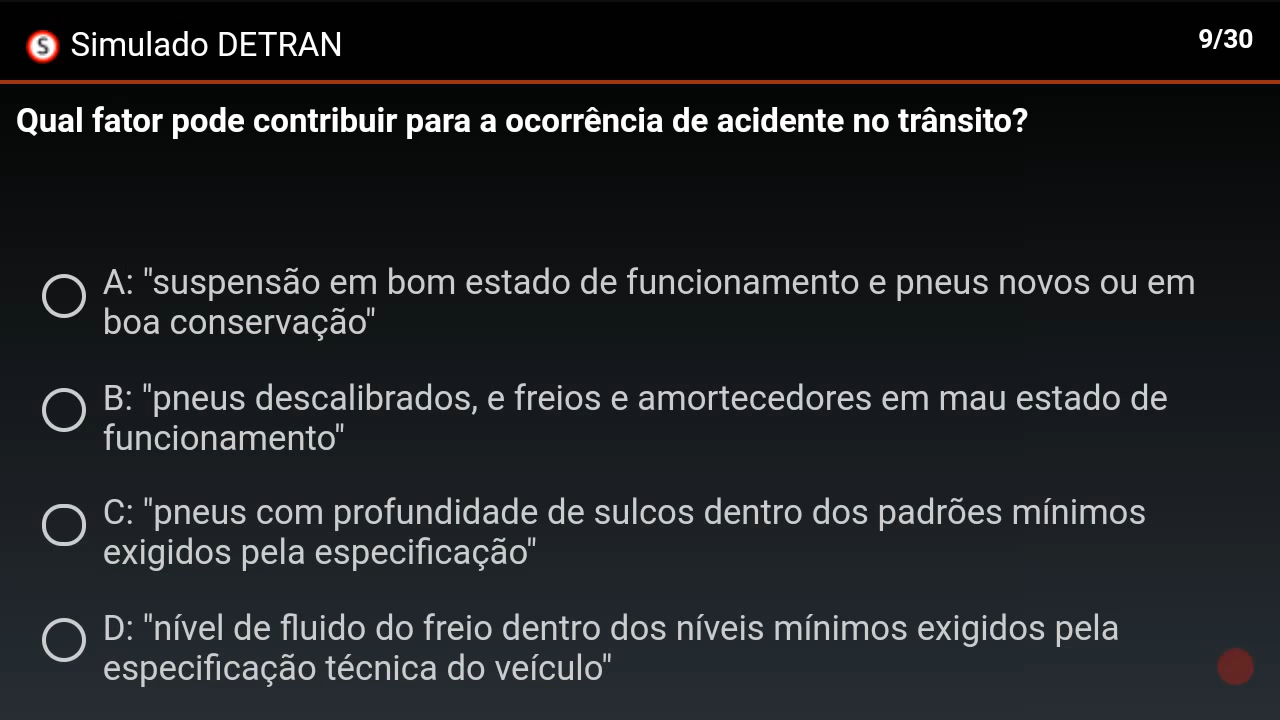 S Simulado DETRAN
9/30
Qual fator pode contribuir para a ocorrência de acidente no trânsito?
A: "suspensão em bom estado de funcionamento e pneus novos ou em
boa conservação"
B: "pneus descalibrados, e freios e amortecedores em mau estado de
funcionamento"
C: "pneus com profundidade de sulcos dentro dos padrões mínimos
exigidos pela especificação"
D: "nível de fluido do freio dentro dos níveis mínimos exigidos pela
especificação técnica do veículo"